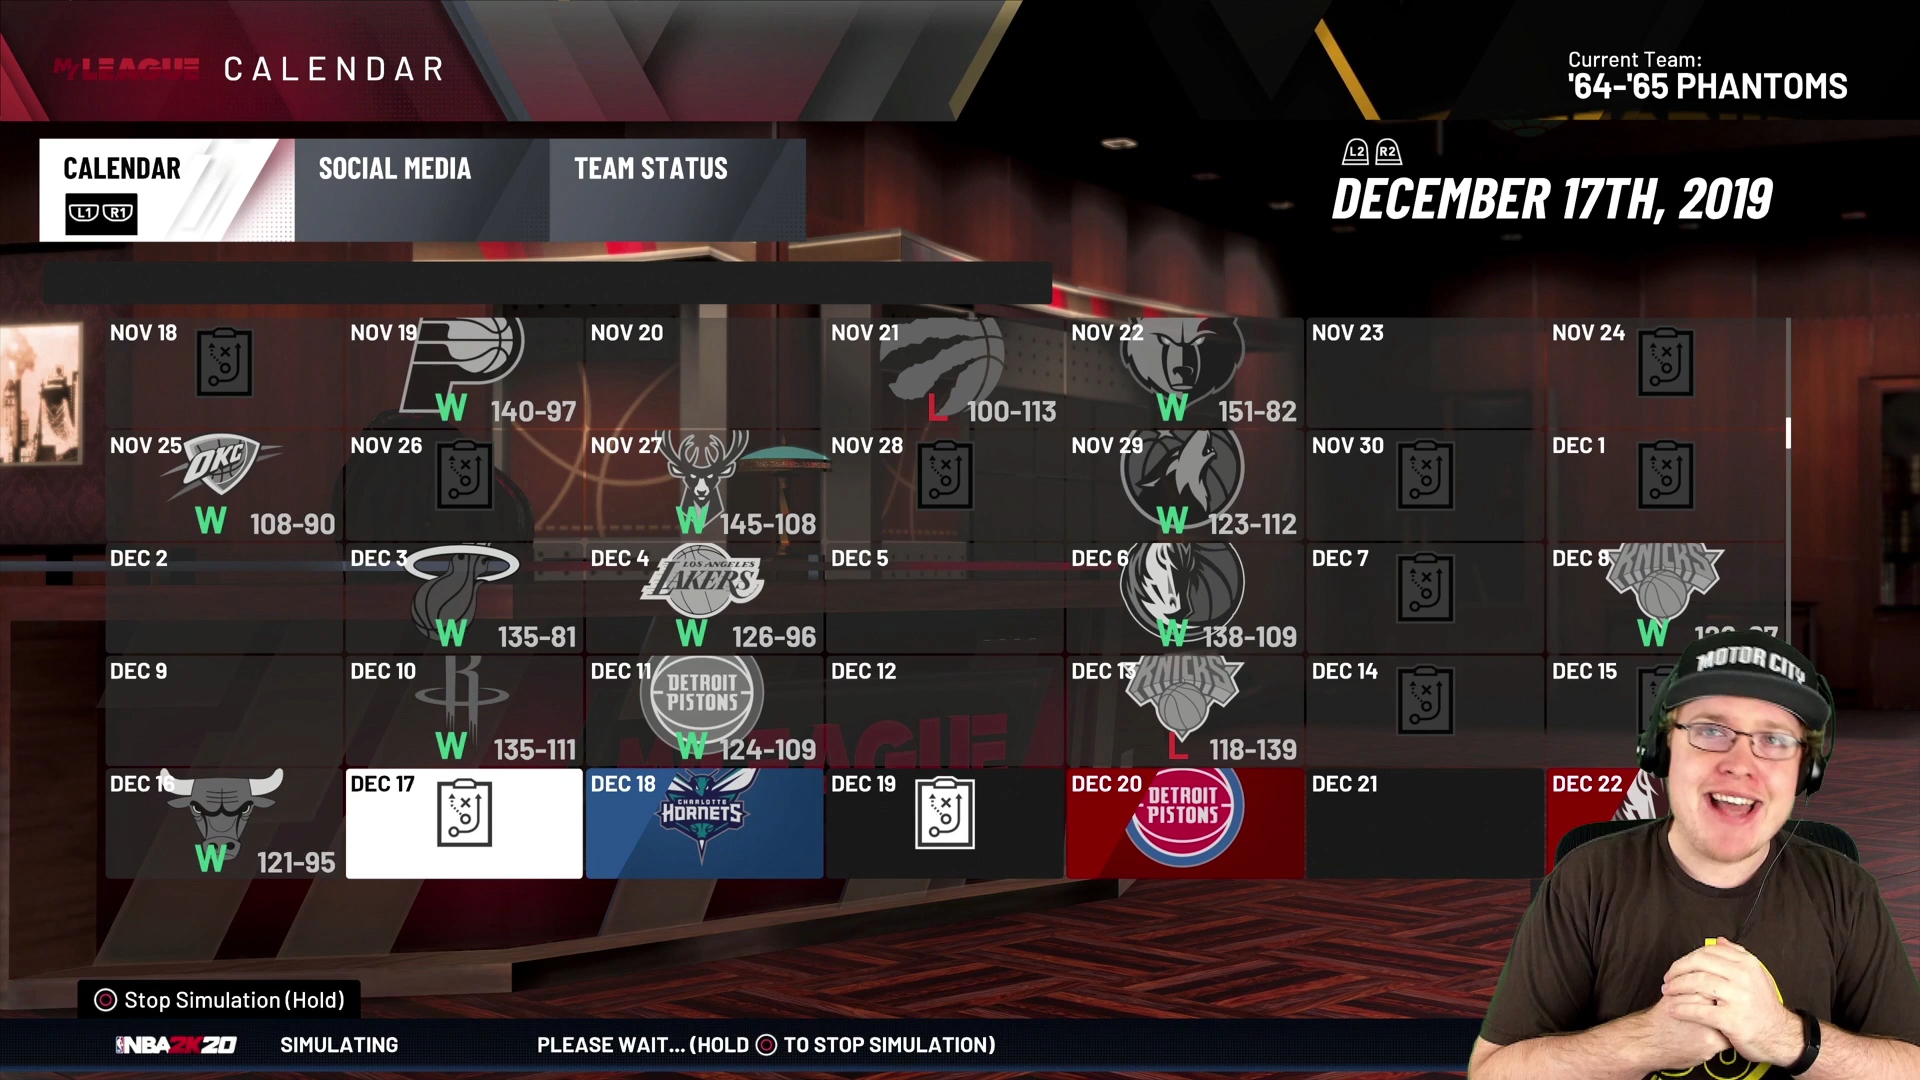 MyLEAGUE CALENDAR
Current Team:
'64-'65 PHANTOMS
CALENDAR
L1 R1
SOCIAL MEDIA
TEAM STATUS
L2 R2
DECEMBER 17TH, 2019
NOV 18
NOV 19
W 140-97
NOV 20
NOV 21
L 100-113
NOV 22
W 151-82
NOV 23
NOV 24
NOV 25
OKC
W 108-90
NOV 26
NOV 27
W 145-108
NOV 28
NOV 29
W 123-112
NOV 30
DEC 1
DEC 2
DEC 3
W 135-81
DEC 4
LOS ANGELES
LAKERS
W 126-96
DEC 5
DEC 6
W 138-109
DEC 7
DEC 8
KNICKS
W
DEC 9
DEC 10
R
W 135-111
DEC 11
DETROIT
PISTONS
W 124-109
DEC 12
DEC 13
KNICKS
L 118-139
DEC 14
DEC 15
DEC 16
W 121-95
DEC 17
DEC 18
CHARLOTTE
HORNETS
DEC 19
DEC 20
DETROIT
PISTONS
DEC 21
DEC 22
MOTOR CITY
Stop Simulation (Hold)
NBA2K20
SIMULATING
PLEASE WAIT... (HOLD TO STOP SIMULATION)